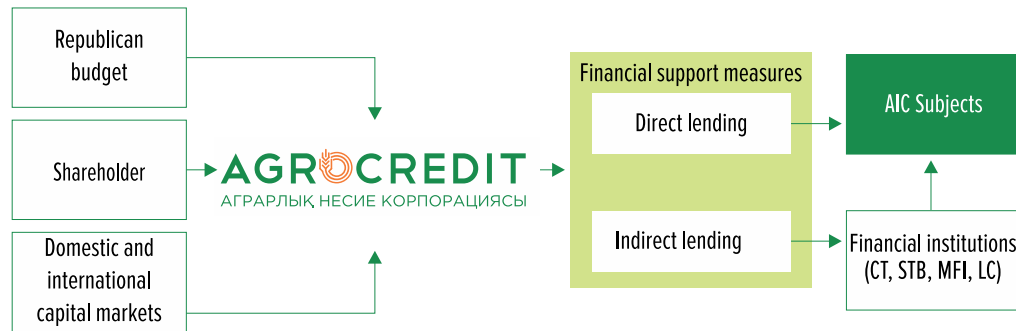 Republican
budget
Shareholder
Domestic and
international
capital markets
AGROCREDIT
АГРАРЛЫҚ НЕСИЕ КОРПОРАЦИЯСЫ
Financial support measures
Direct lending
Indirect lending
AIC Subjects
Financial institutions
(CT, STB, MFI, LC)